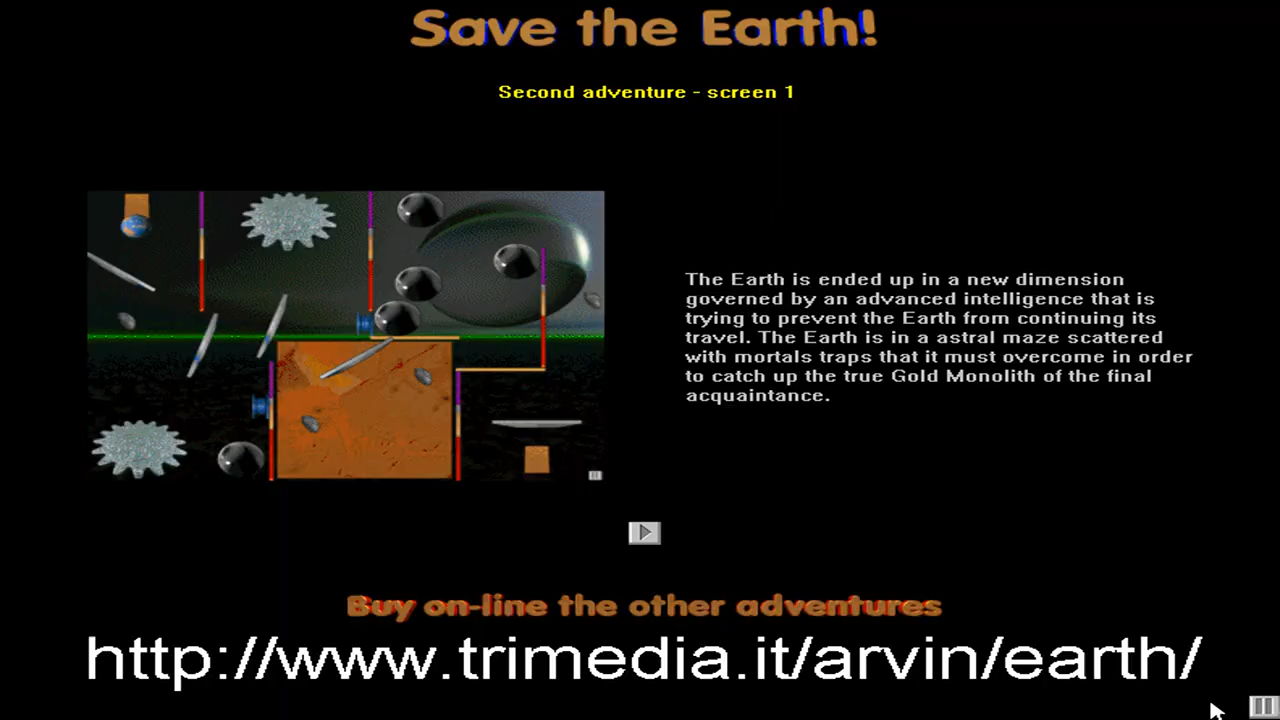 Save the Earth!
Second adventure - screen 1
The Earth is ended up in a new dimension
governed by an advanced intelligence that is
trying to prevent the Earth from continuing its
travel. The Earth is in a astral maze scattered
with mortals traps that it must overcome in order
to catch up the true Gold Monolith of the final
acquaintance.
Buy on-line the other adventures
http://www.trimedia.it/arvin/earth/